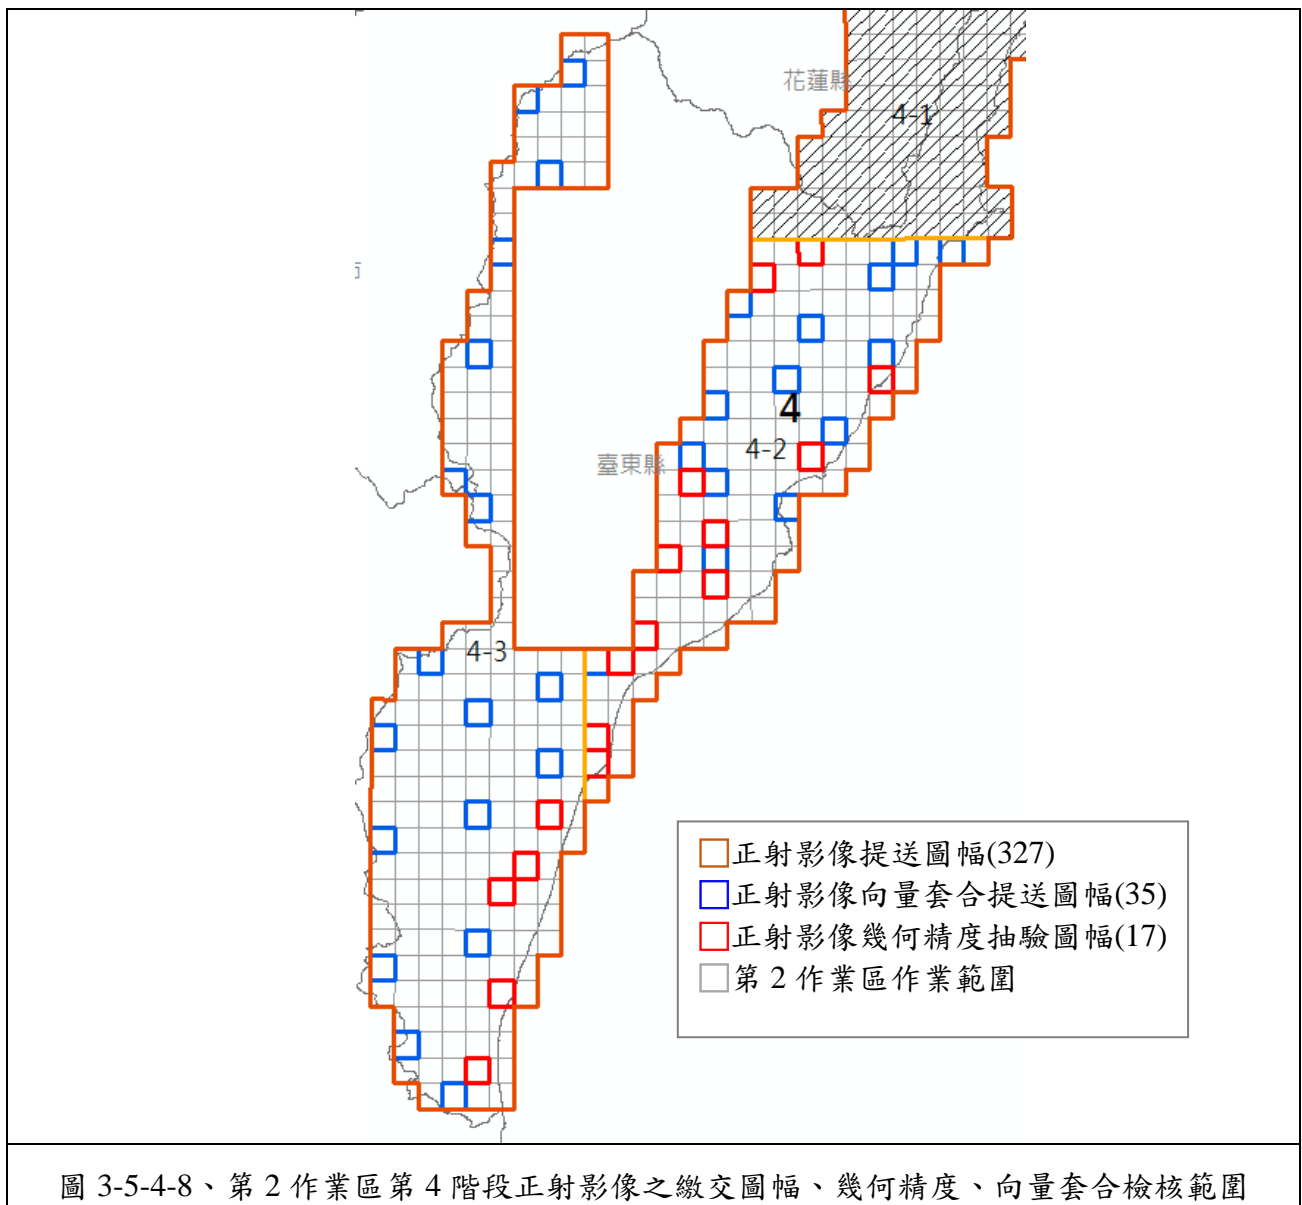 花蓮縣
4-1
4
4-2
臺東縣
4-3
正射影像提送圖幅(327)
正射影像向量套合提送圖幅(35)
正射影像幾何精度抽驗圖幅(17)
第 2 作業區作業範圍
圖 3-5-4-8、第 2 作業區第 4 階段正射影像之繳交圖幅、幾何精度、向量套合檢核範圍